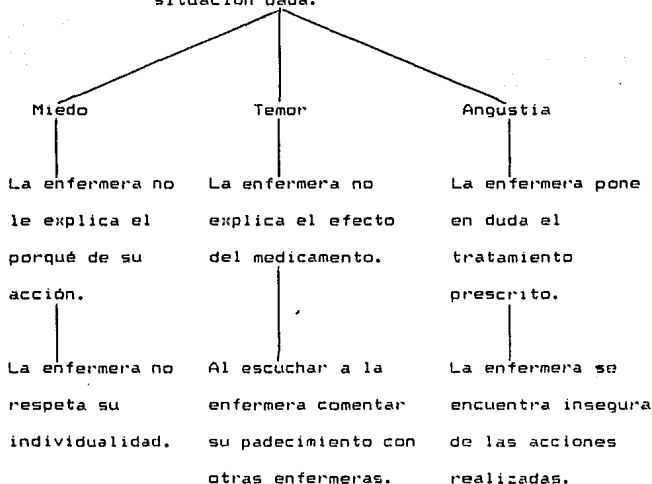 situación dada.
Miedo
Temor
Angustia
La enfermera no
le explica el
porqué de su
acción.
La enfermera no
explica el efecto
del medicamento.
La enfermera pone
en duda el
tratamiento
prescrito.
La enfermera no
respeta su
individualidad.
Al escuchar a la
enfermera comentar
su padecimiento con
otras enfermeras.
La enfermera se
encuentra insegura
de las acciones
realizadas.